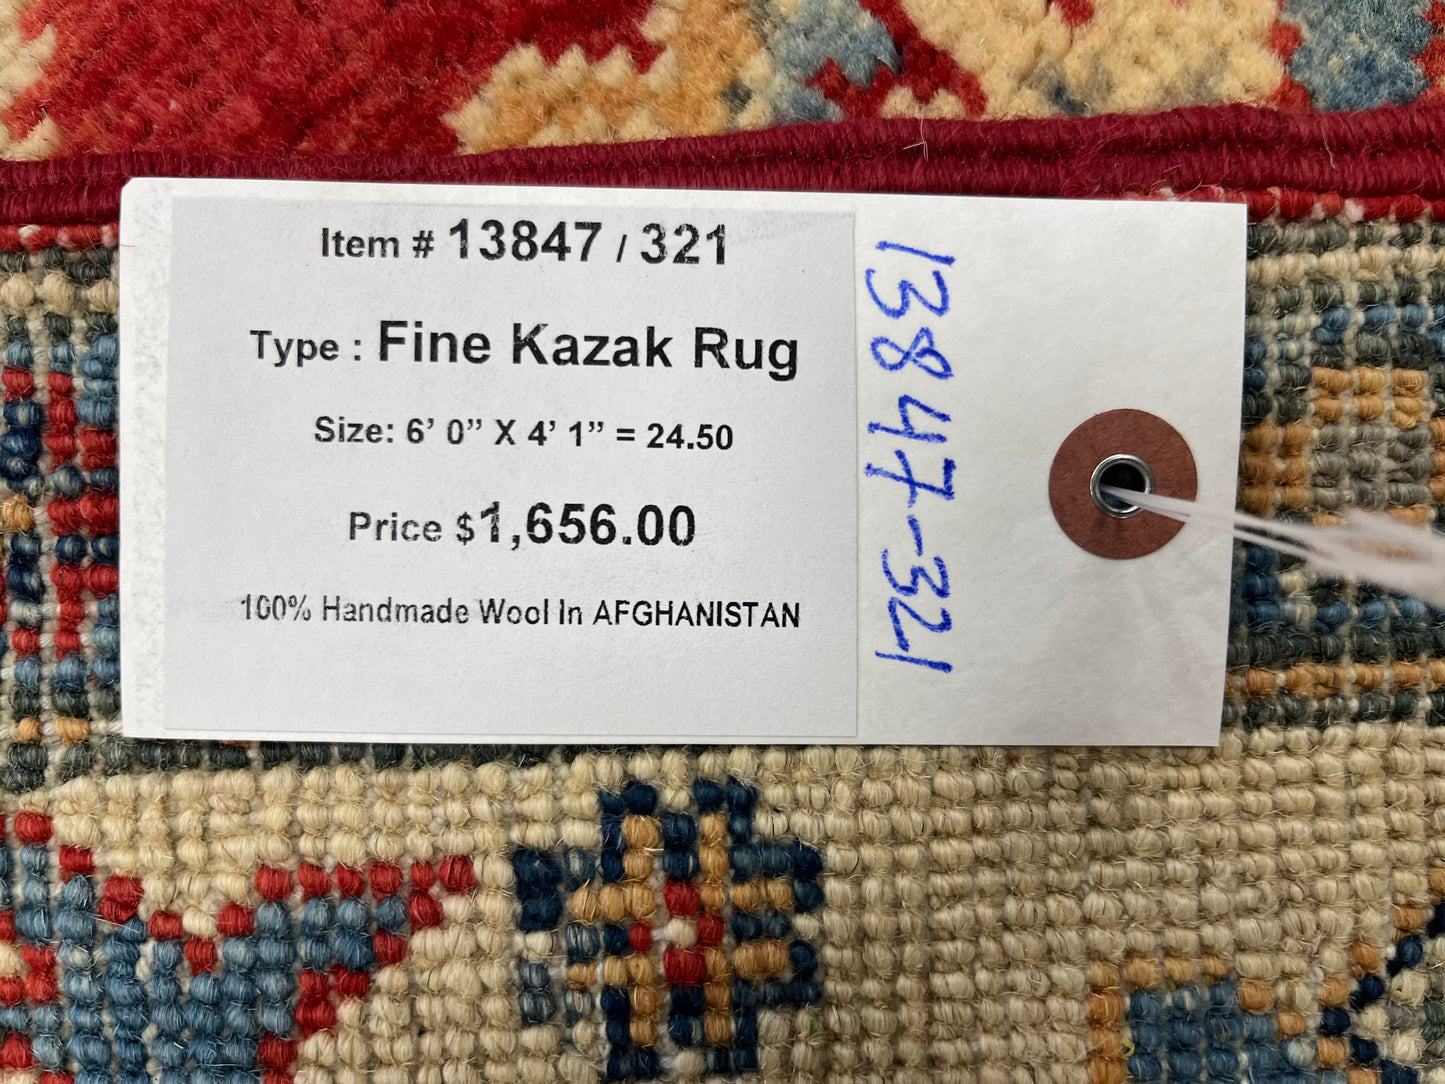 Item # 13847 / 321
Type : Fine Kazak Rug
Size: 6’ 0” X 4’ 1” = 24.50
Price $1,656.00
100% Handmade Wool In AFGHANISTAN
13847-321